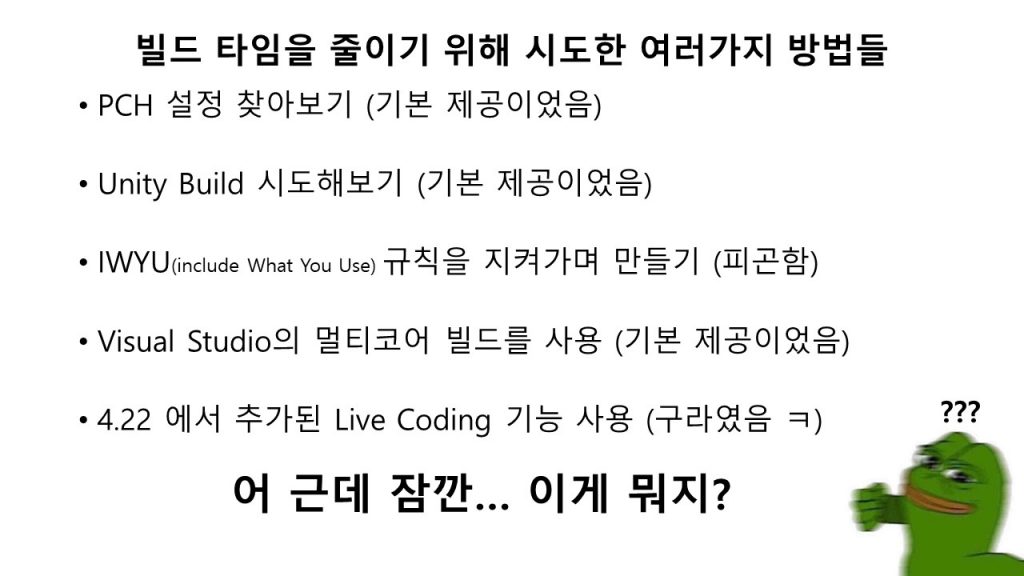 빌드 타임을 줄이기 위해 시도한 여러가지 방법들
• PCH 설정 찾아보기 (기본 제공이었음)
• Unity Build 시도해보기 (기본 제공이었음)
• IWYU(include What You Use) 규칙을 지켜가며 만들기 (피곤함)
• Visual Studio의 멀티코어 빌드를 사용 (기본 제공이었음)
• 4.22 에서 추가된 Live Coding 기능 사용 (구라였음 ㅋ)
???
어 근데 잠깐... 이게 뭐지?